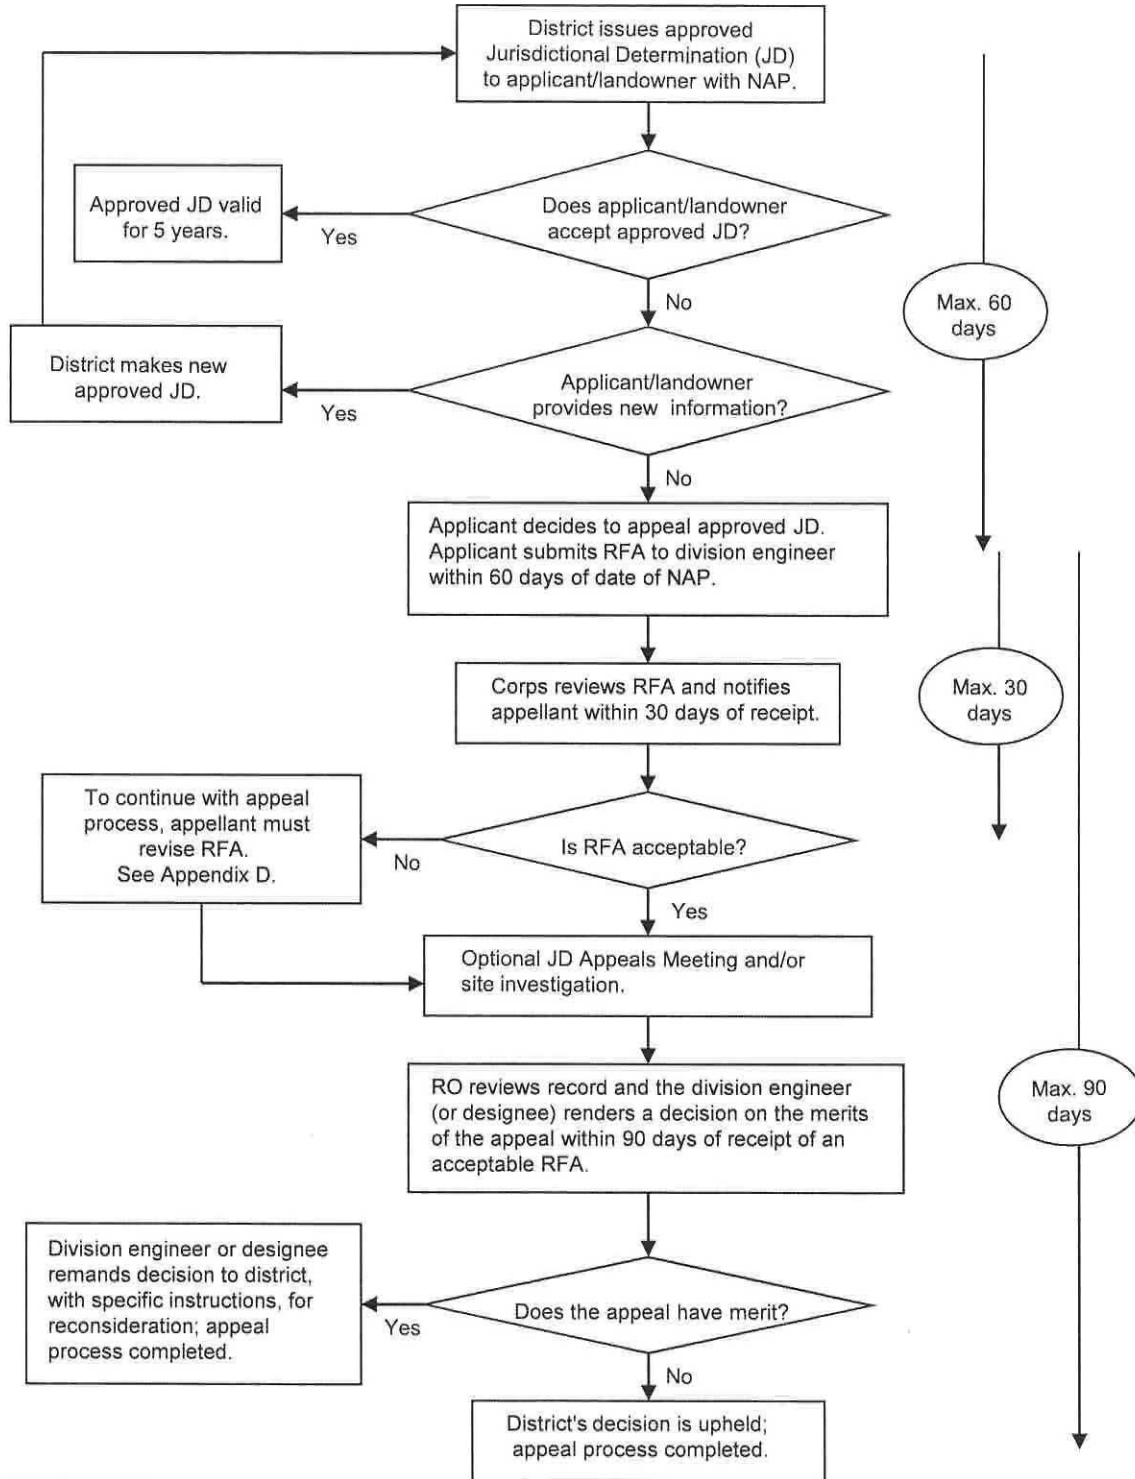 District issues approved
Jurisdictional Determination (JD)
to applicant/landowner with NAP.
Does applicant/landowner
accept approved JD?
Yes
Approved JD valid
for 5 years.
No
Max. 60
days
Applicant/landowner
provides new information?
Yes
District makes new
approved JD.
No
Applicant decides to appeal approved JD.
Applicant submits RFA to division engineer
within 60 days of date of NAP.
Corps reviews RFA and notifies
appellant within 30 days of receipt.
Max. 30
days
Is RFA acceptable?
No
To continue with appeal
process, appellant must
revise RFA.
See Appendix D.
Yes
Optional JD Appeals Meeting and/or
site investigation.
RO reviews record and the division engineer
(or designee) renders a decision on the merits
of the appeal within 90 days of receipt of an
acceptable RFA.
Max. 90
days
Does the appeal have merit?
Yes
Division engineer or designee
remands decision to district,
with specific instructions, for
reconsideration; appeal
process completed.
No
District's decision is upheld;
appeal process completed.